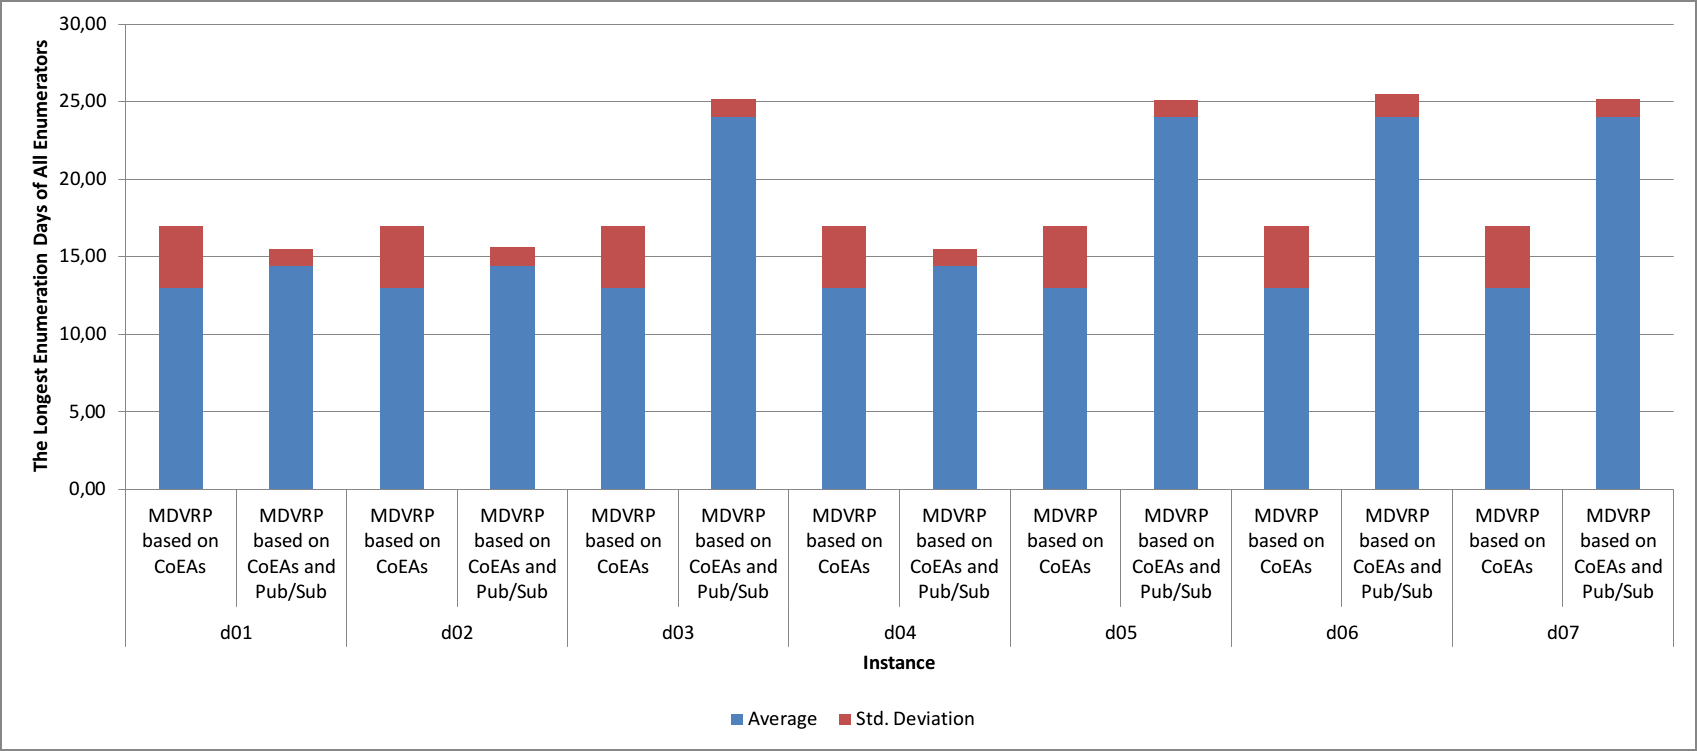 The Longest Enumeration Days of All Enumerators
30,00
25,00
20,00
15,00
10,00
5,00
0,00
MDVRP
based on
CoEAs
MDVRP
based on
CoEAs and
Pub/Sub
MDVRP
based on
CoEAs
MDVRP
based on
CoEAs and
Pub/Sub
MDVRP
based on
CoEAs
MDVRP
based on
CoEAs and
Pub/Sub
MDVRP
based on
CoEAs
MDVRP
based on
CoEAs and
Pub/Sub
MDVRP
based on
CoEAs
MDVRP
based on
CoEAs and
Pub/Sub
MDVRP
based on
CoEAs
MDVRP
based on
CoEAs and
Pub/Sub
MDVRP
based on
CoEAs
MDVRP
based on
CoEAs and
Pub/Sub
d01
d02
d03
d04
d05
d06
d07
Instance
Average
Std. Deviation